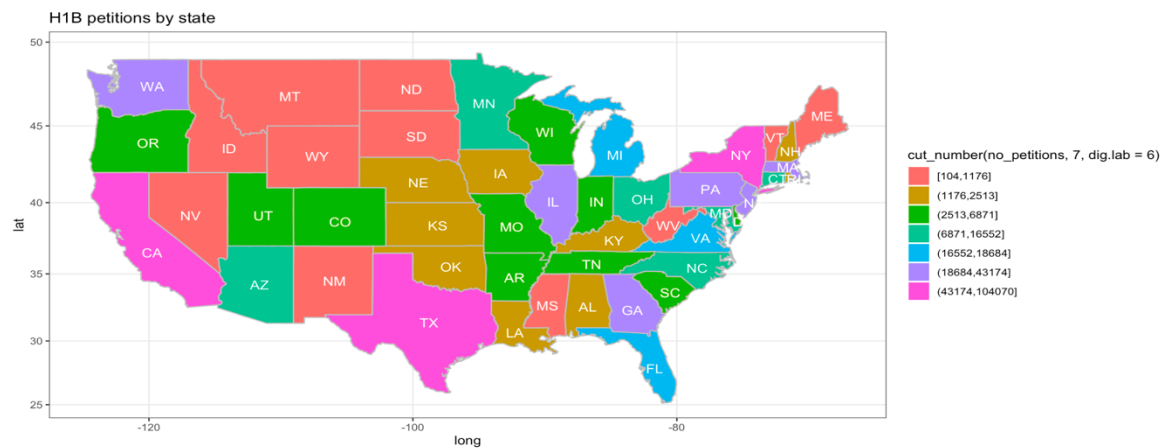 H1B petitions by state
50
45
40
35
30
25
lat
-120
-100
-80
long
WA
MT
ND
MN
ME
OR
ID
SD
WI
VT
NH
WY
MI
NY
MA
CT
RI
NE
IA
PA
NV
UT
CO
IL
IN
OH
N
MD
D
KS
MO
WV
VA
KY
CA
AZ
NM
OK
AR
TN
NC
SC
TX
LA
MS
AL
GA
FL
cut_number(no_petitions, 7, dig.lab = 6)
[104,1176]
(1176,2513]
(2513,6871]
(6871,16552]
(16552,18684]
(18684,43174]
(43174,104070]